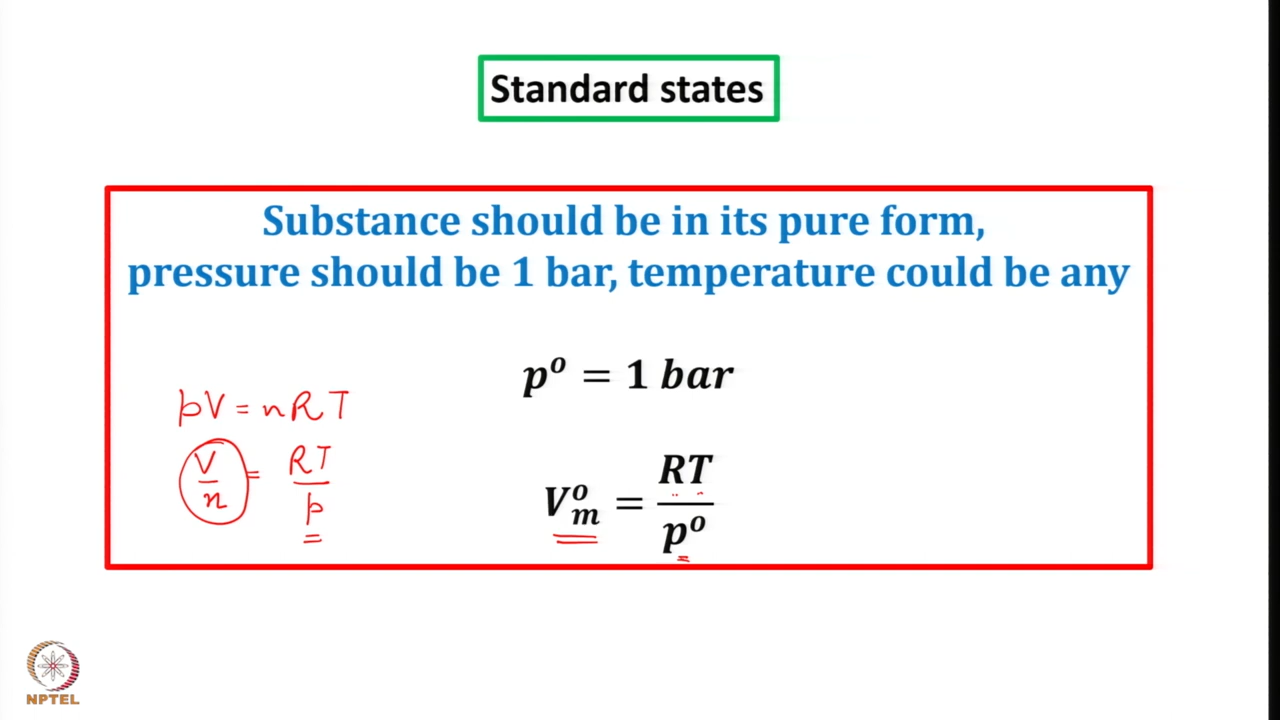 Standard states
Substance should be in its pure form,
pressure should be 1 bar, temperature could be any
p° = 1 bar
pV = nRT
V/n = RT/p
V°m = RT/p°
NPTEL